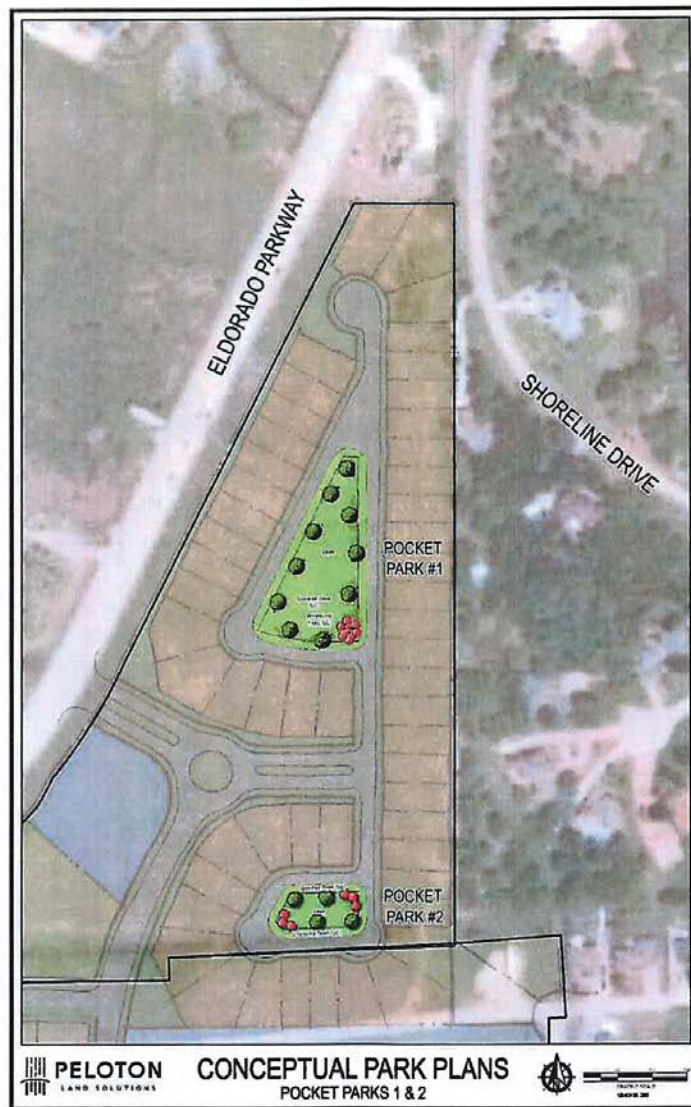 ELDORADO PARKWAY
SHORELINE DRIVE
POCKET
PARK #1
POCKET
PARK #2
PELOTON
LAND SOLUTIONS
CONCEPTUAL PARK PLANS
POCKET PARKS 1 & 2